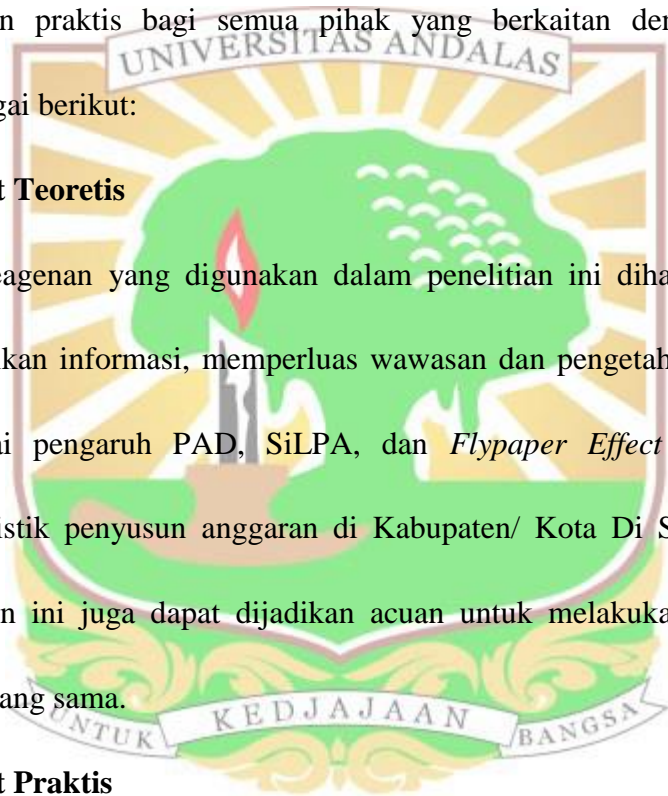 n praktis bagi semua pihak yang berkaitan der
UNIVERSITAS ANDALAS
gai berikut:
t Teoretis
eagenan yang digunakan dalam penelitian ini diha
kan informasi, memperluas wawasan dan pengetah
ai pengaruh PAD, SiLPA, dan Flypaper Effect
istik penyusun anggaran di Kabupaten/ Kota Di S
n ini juga dapat dijadikan acuan untuk melakuka
ang sama.
UNTUK KEDJAJAAN BANGSA
t Praktis